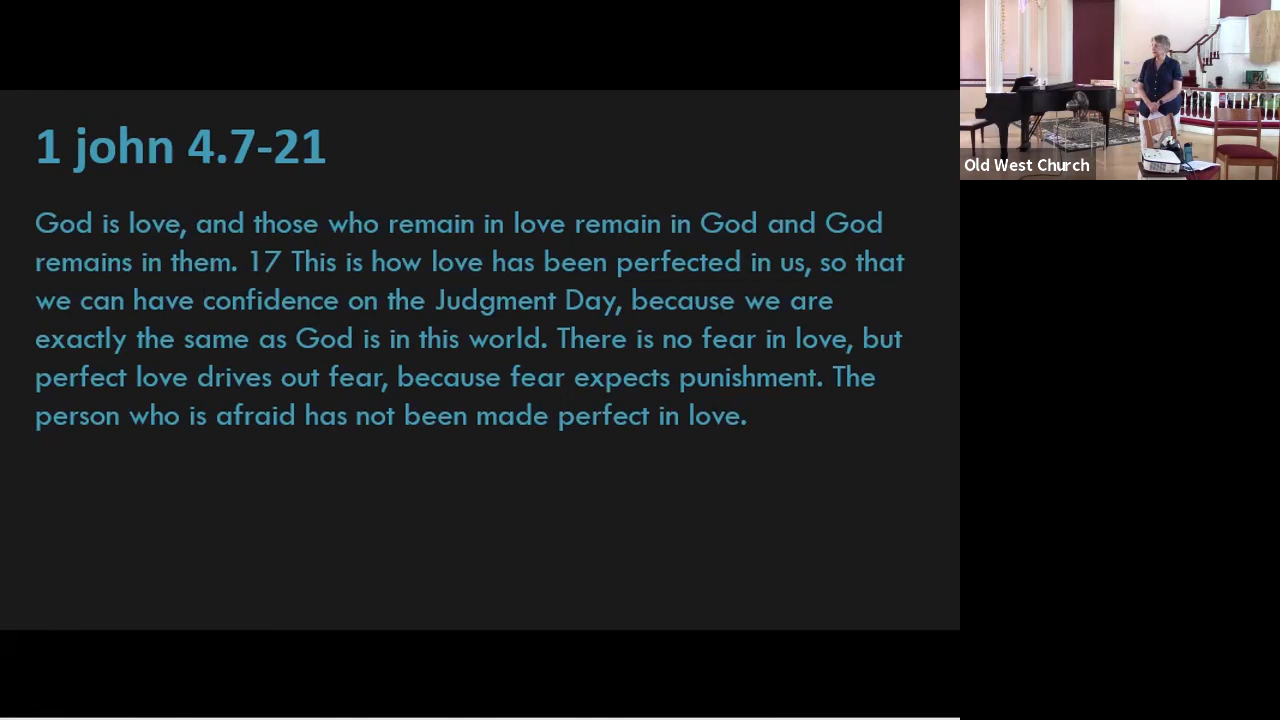 1 john 4.7-21
God is love, and those who remain in love remain in God and God
remains in them. 17 This is how love has been perfected in us, so that
we can have confidence on the Judgment Day, because we are
exactly the same as God is in this world. There is no fear in love, but
perfect love drives out fear, because fear expects punishment. The
person who is afraid has not been made perfect in love.
Old West Church